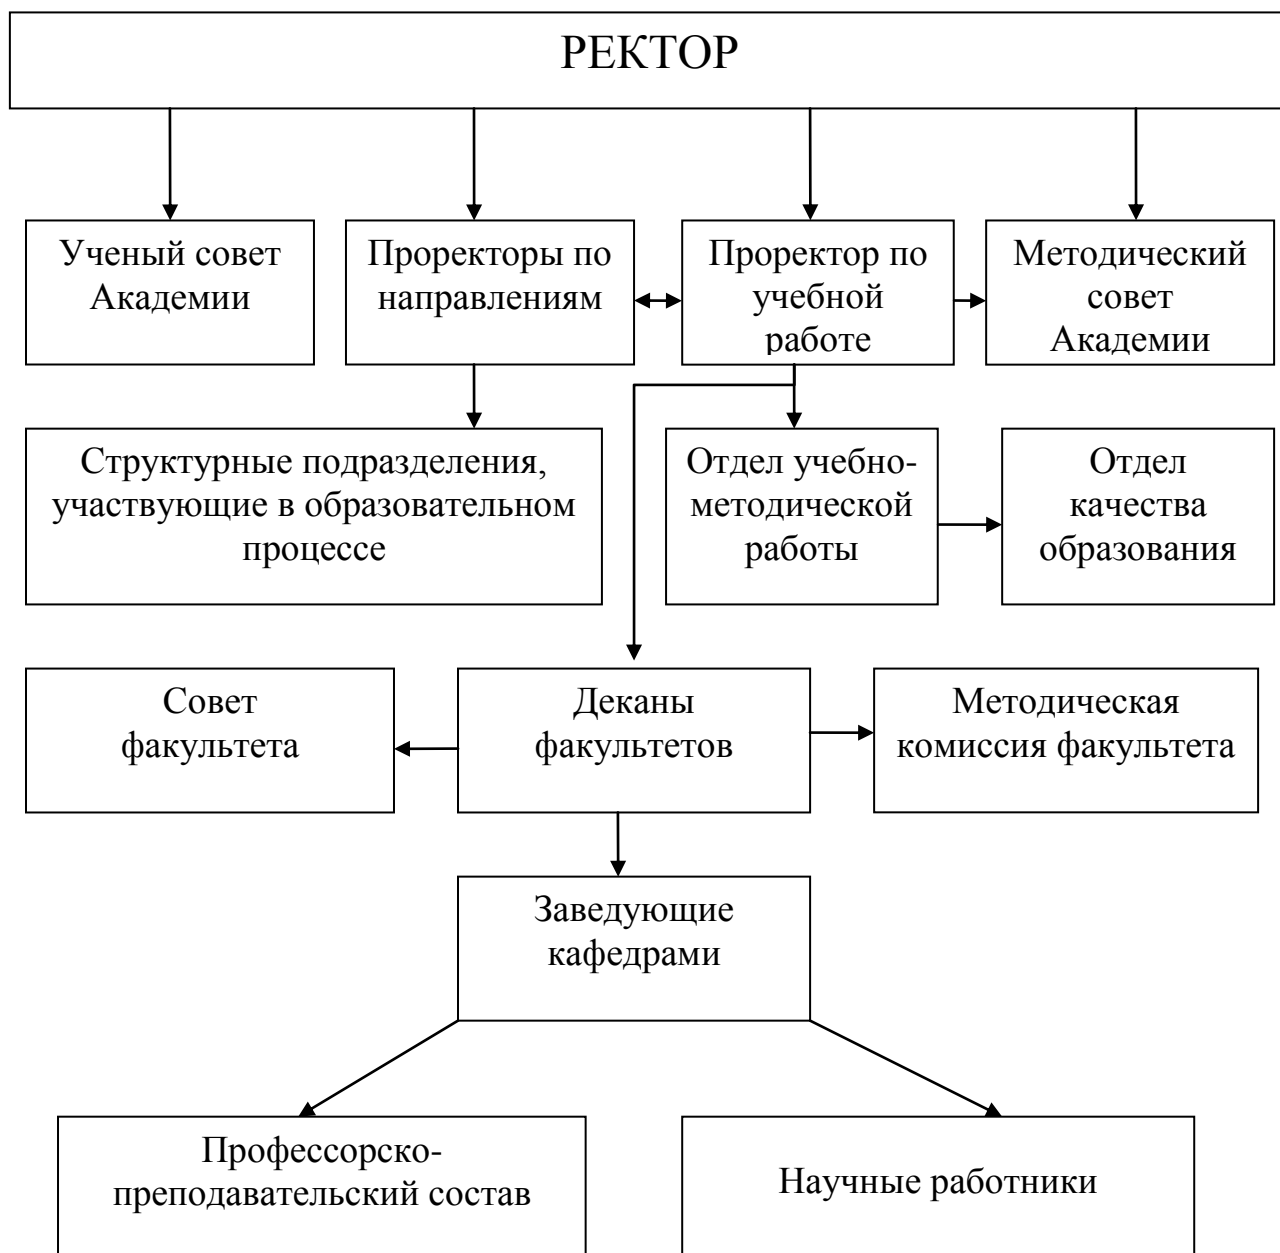 РЕКТОР
Ученый совет
Академии
Проректоры по
направлениям
Проректор по
учебной
работе
Методический
совет
Академии
Структурные подразделения,
участвующие в образовательном
процессе
Отдел учебно-
методической
работы
Отдел
качества
образования
Совет
факультета
Деканы
факультетов
Методическая
комиссия факультета
Заведующие
кафедрами
Профессорско-
преподавательский состав
Научные работники